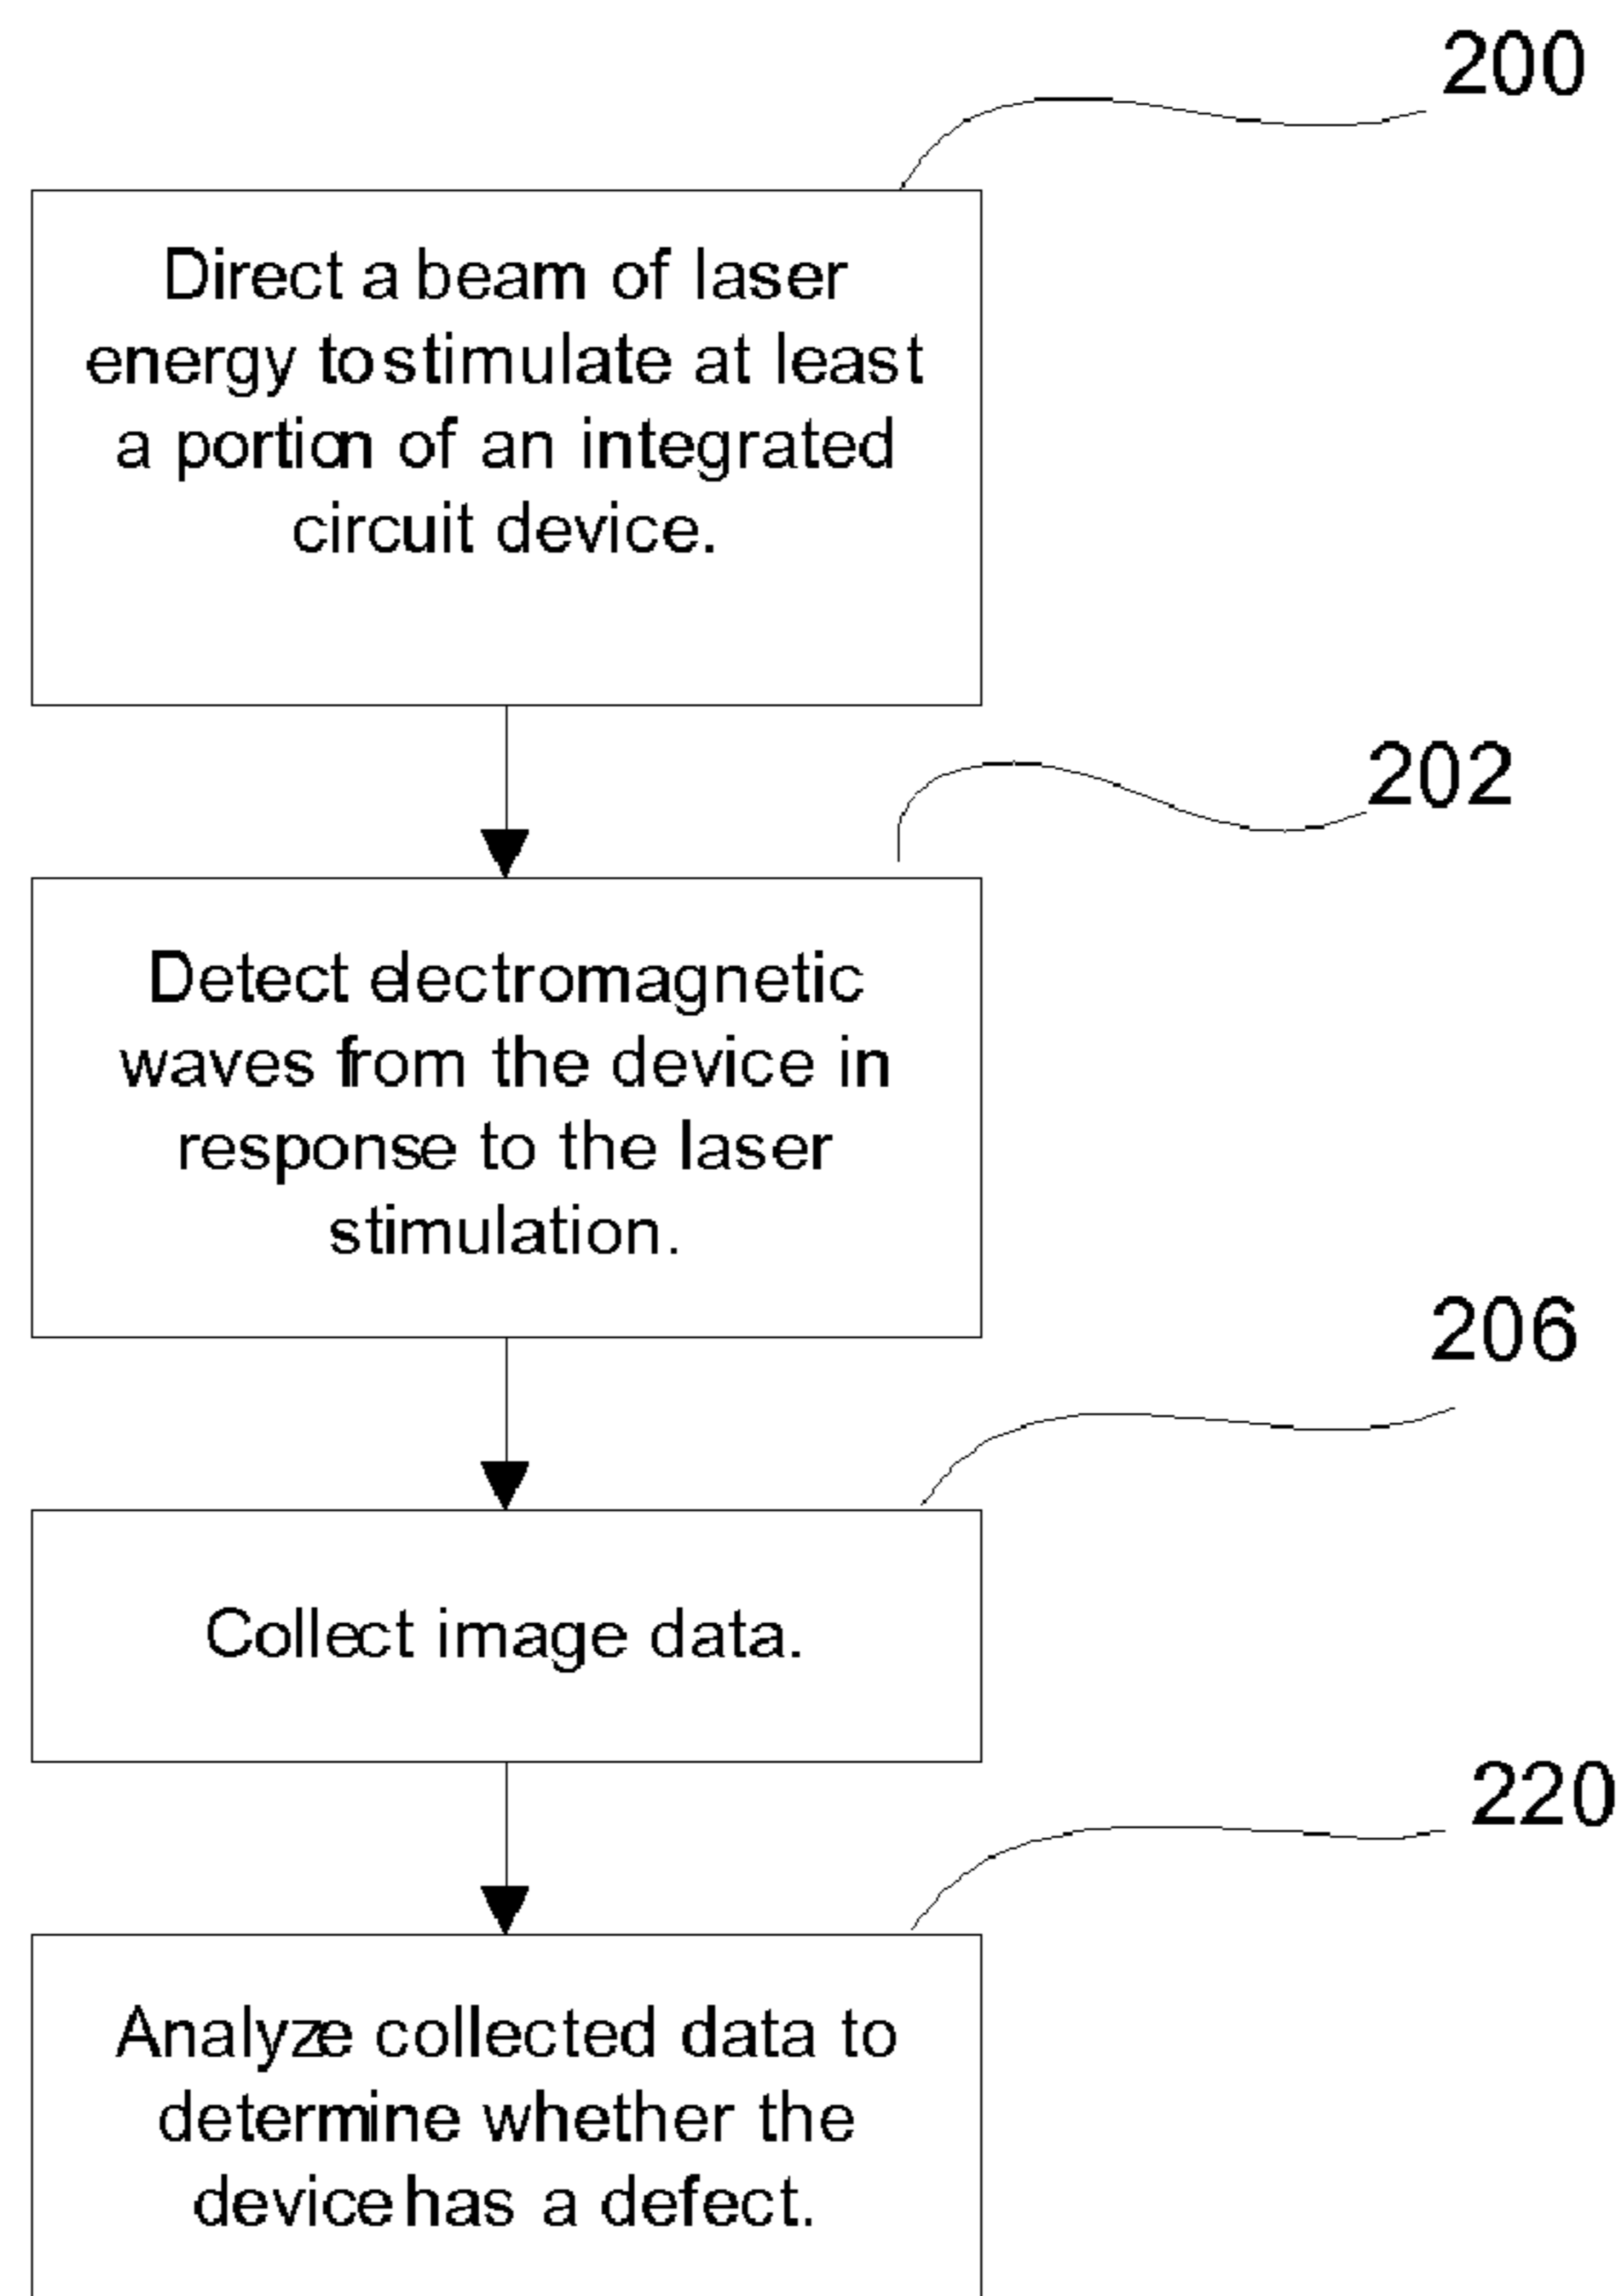 200
Direct a beam of laser
energy to stimulate at least
a portion of an integrated
circuit device.
202
Detect electromagnetic
waves from the device in
response to the laser
stimulation.
206
Collect image data.
220
Analyze collected data to
determine whether the
device has a defect.